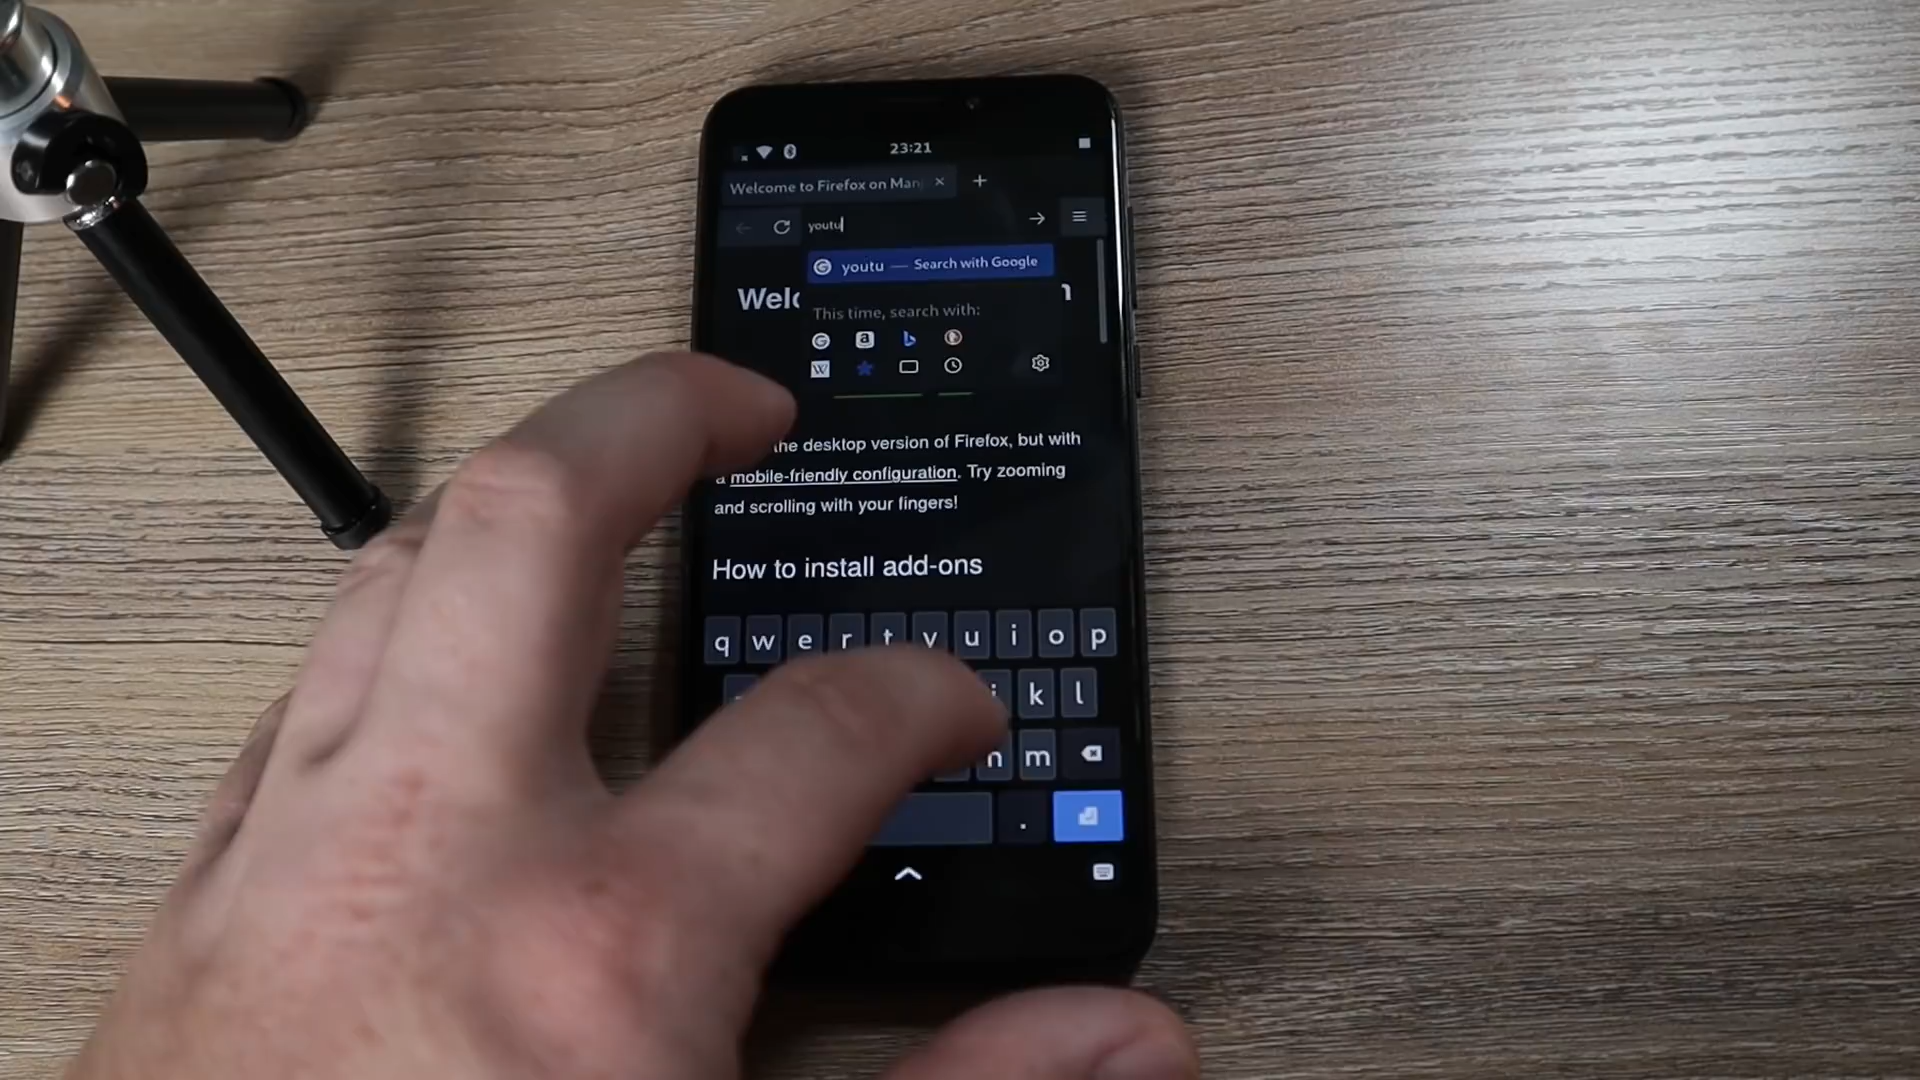 23:21
Welcome to Firefox on Man
youtu
youtu — Search with Google
Welc
This time, search with:
the desktop version of Firefox, but with
a mobile-friendly configuration. Try zooming
and scrolling with your fingers!
How to install add-ons
q w e r t y u i o p
j k l
n m
.